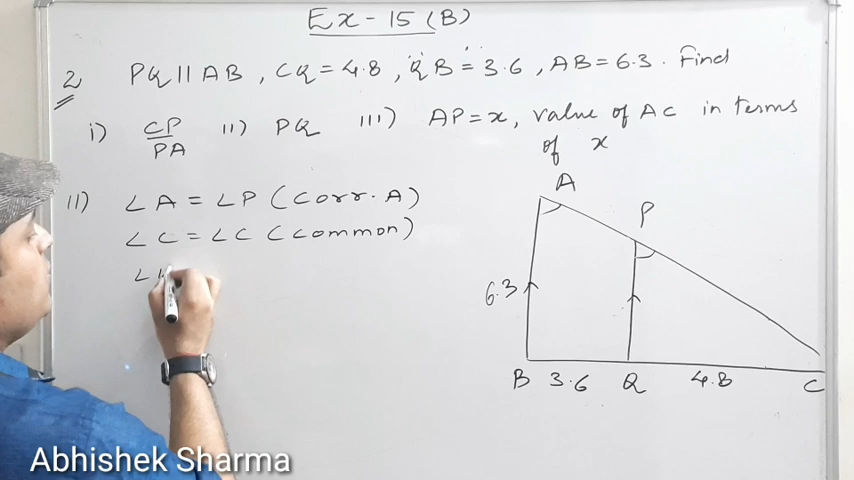 Ex-15 (B)
2 PQ || AB, CQ = 4.8, QB = 3.6, AB = 6.3. Find
i) CP/PA ii) PQ iii) AP = x, value of AC in terms
of x
A
P
ii) ∠A = ∠P (Corr. A)
∠C = ∠C (Common)
∠
6.3
B 3.6 Q 4.8 C
Abhishek Sharma